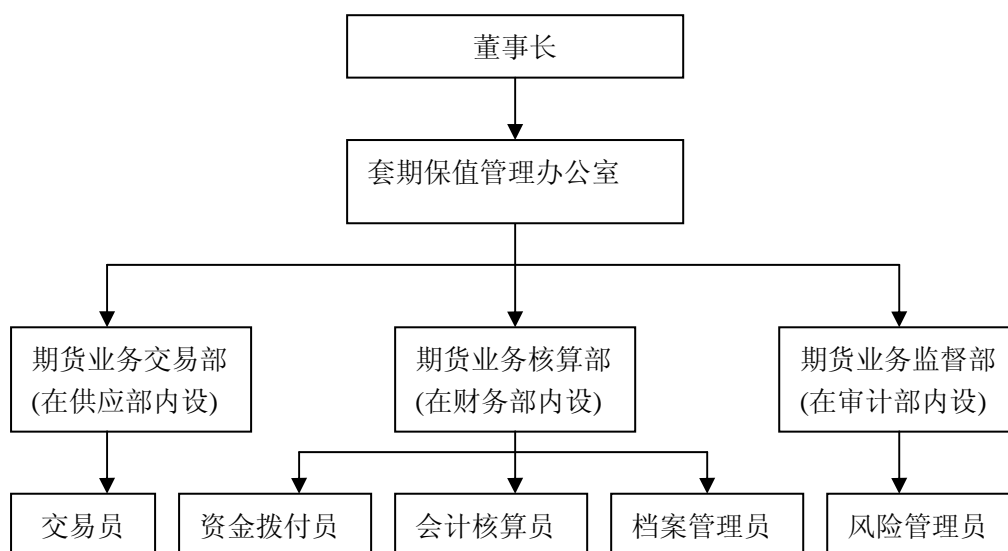 董事长
套期保值管理办公室
期货业务交易部
(在供应部内设)
期货业务核算部
(在财务部内设)
期货业务监督部
(在审计部内设)
交易员
资金拨付员
会计核算员
档案管理员
风险管理员